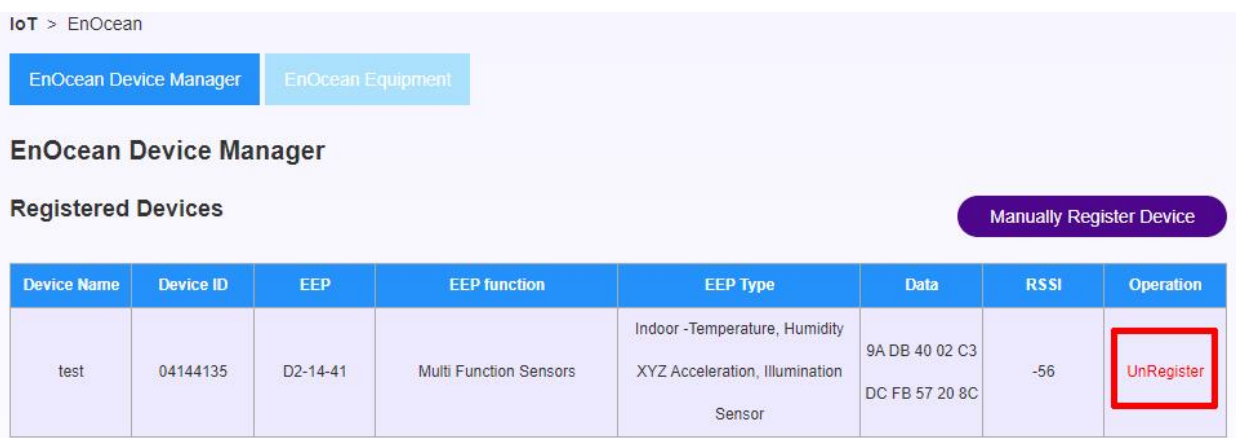 IoT > EnOcean
EnOcean Device Manager EnOcean Equipment
EnOcean Device Manager
Registered Devices
Manually Register Device
Device Name Device ID EEP EEP function EEP Type Data RSSI Operation
test 04144135 D2-14-41 Multi Function Sensors Indoor -Temperature, Humidity XYZ Acceleration, Illumination Sensor 9A DB 40 02 C3 DC FB 57 20 8C -56 UnRegister